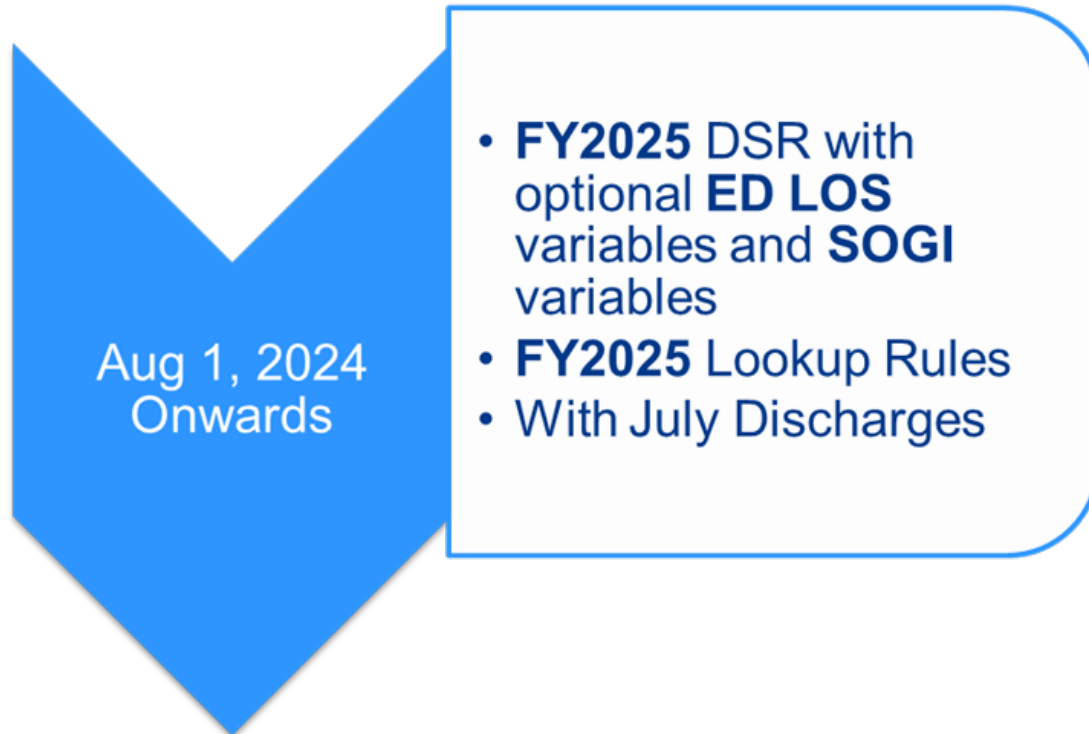 Aug 1, 2024
Onwards
• FY2025 DSR with
optional ED LOS
variables and SOGI
variables
• FY2025 Lookup Rules
• With July Discharges